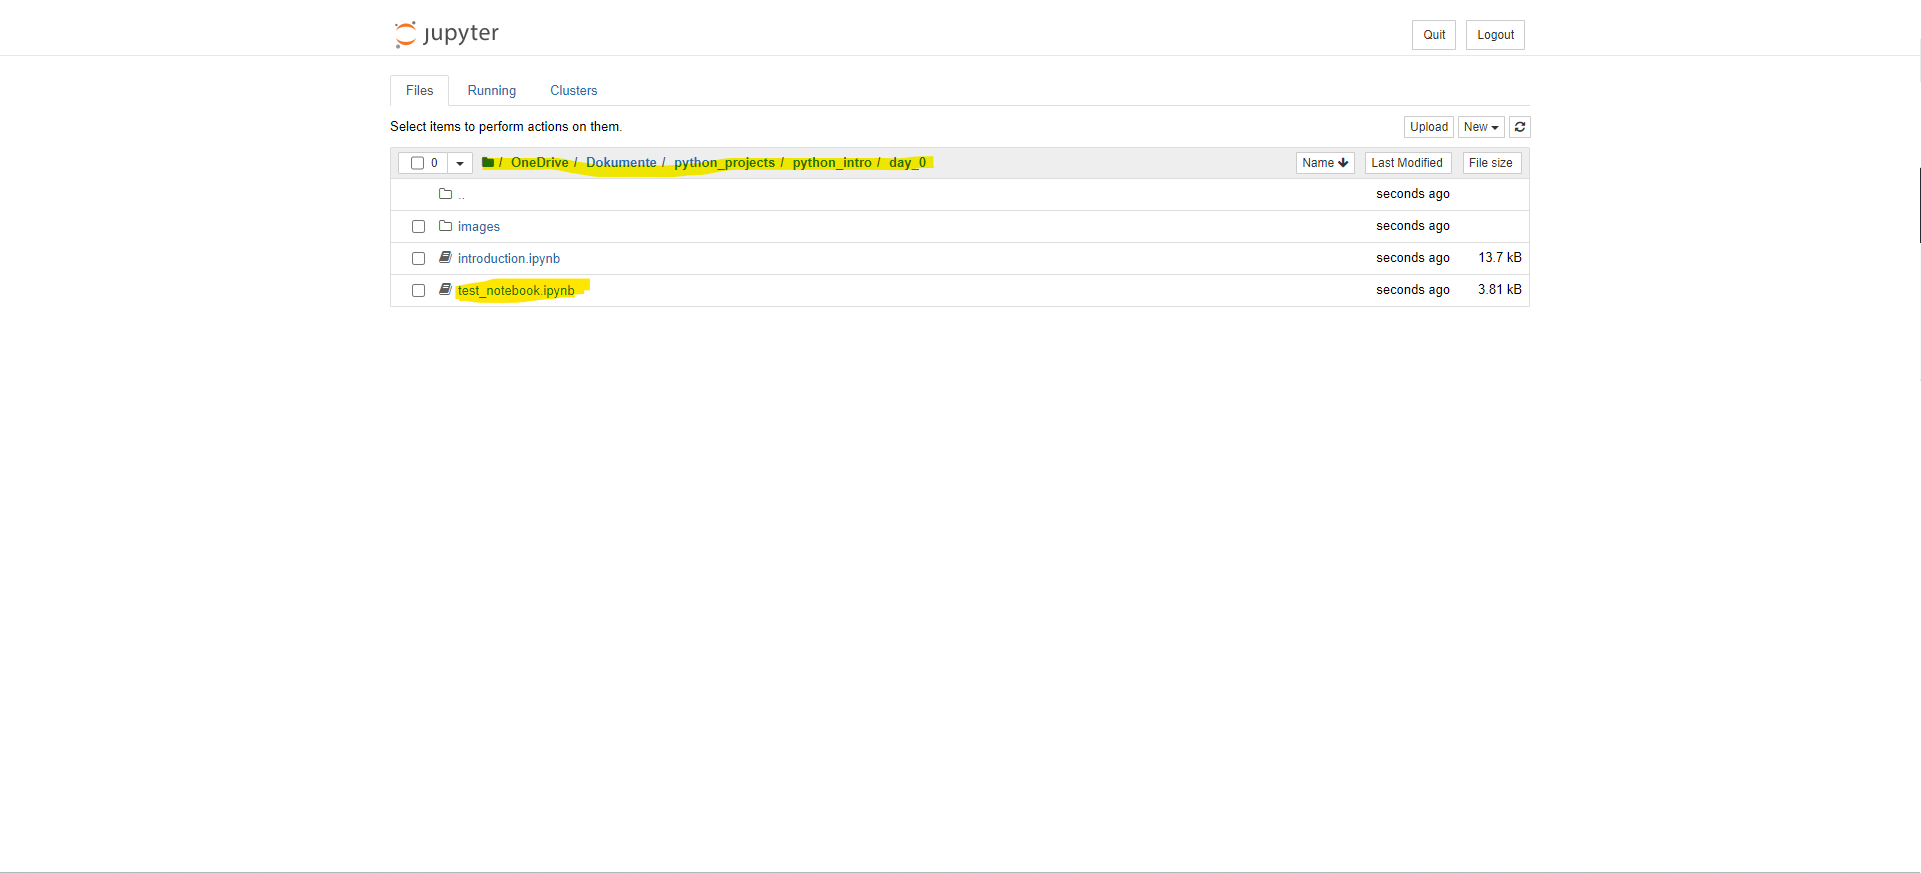 jupyter
Quit Logout
Files Running Clusters
Select items to perform actions on them.
Upload New
0 / OneDrive / Dokumente / python_projects / python_intro / day_0 Name Last Modified File size
.. seconds ago
images seconds ago
introduction.ipynb seconds ago 13.7 kB
test_notebook.ipynb seconds ago 3.81 kB